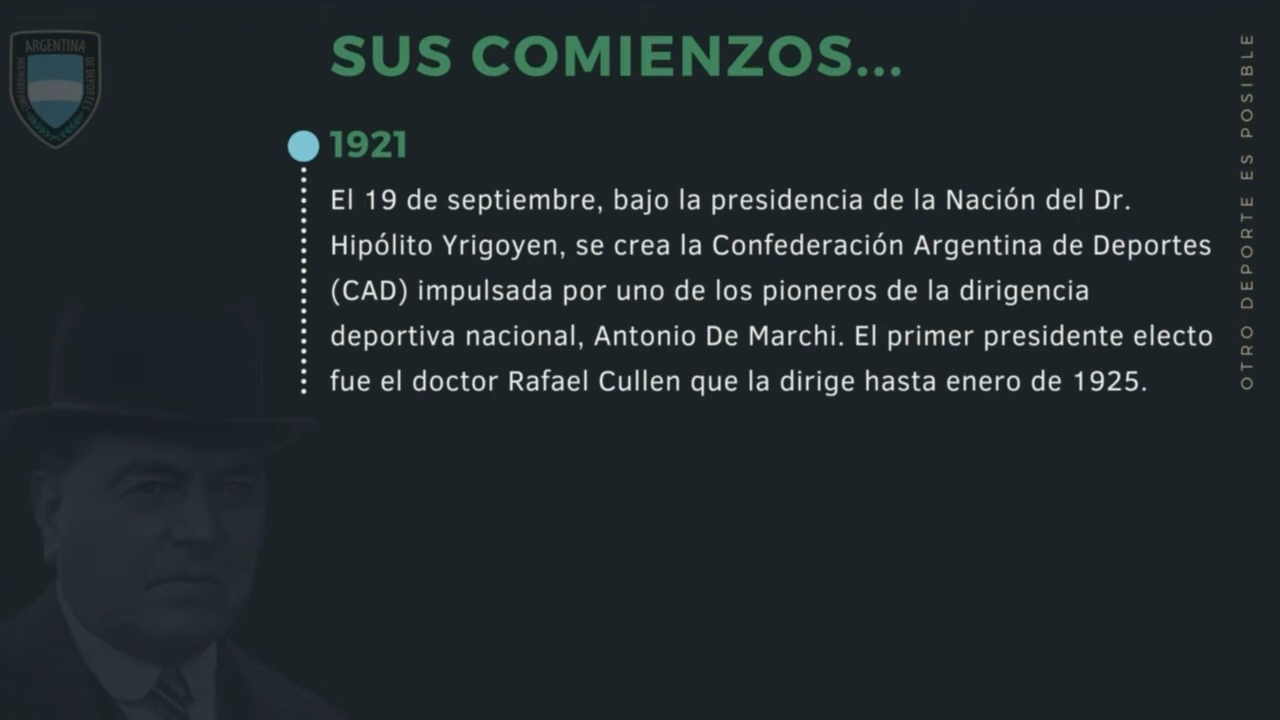 ARGENTINA
SUS COMIENZOS...
1921
El 19 de septiembre, bajo la presidencia de la Nación del Dr.
Hipólito Yrigoyen, se crea la Confederación Argentina de Deportes
(CAD) impulsada por uno de los pioneros de la dirigencia
deportiva nacional, Antonio De Marchi. El primer presidente electo
fue el doctor Rafael Cullen que la dirige hasta enero de 1925.
OTRO DEPORTE ES POSIBLE